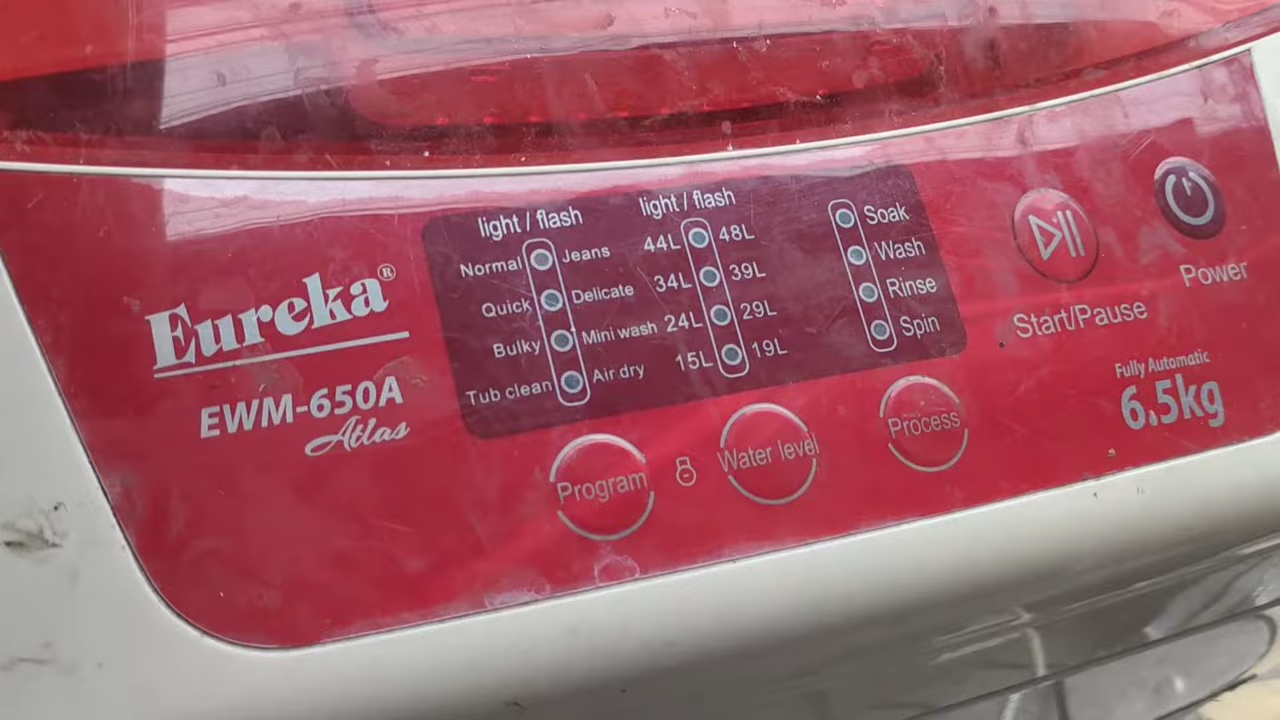 Eureka®
EWM-650A
Atlas
light / flash
Normal Jeans
Quick Delicate
Bulky Mini wash
Tub clean Air dry
light / flash
44L 48L
34L 39L
24L 29L
15L 19L
Soak
Wash
Rinse
Spin
Program
Water level
Process
Start/Pause
Power
Fully Automatic
6.5kg